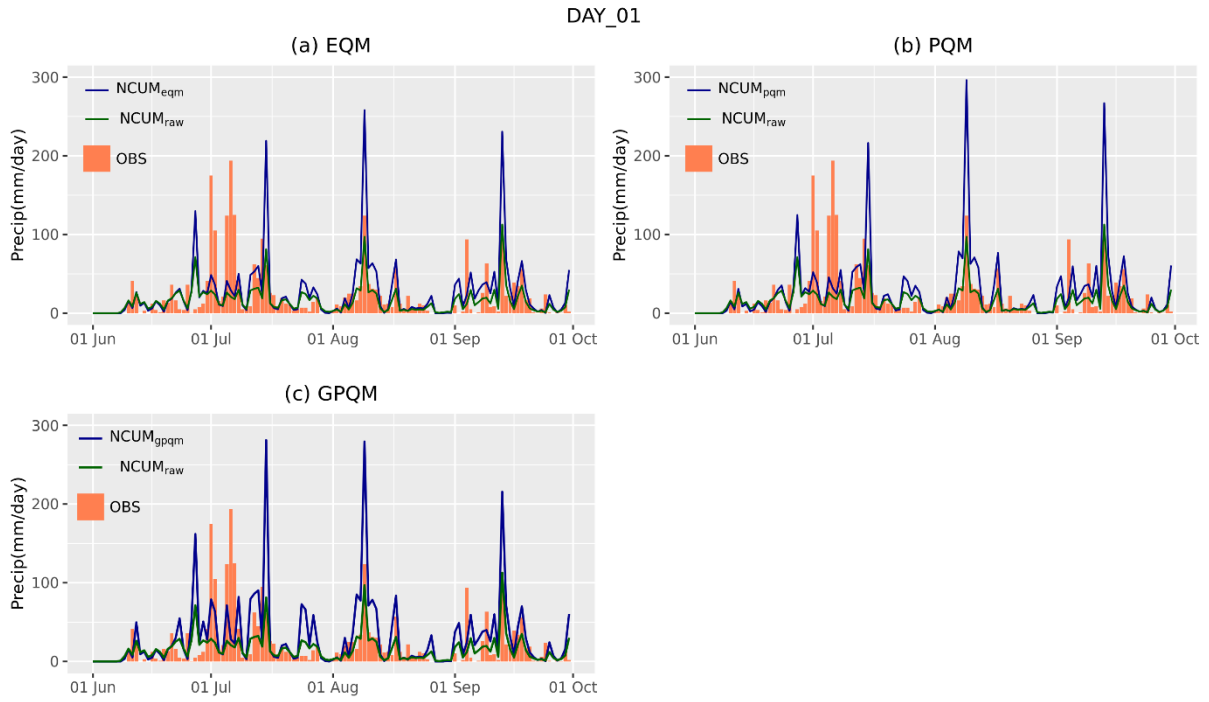 DAY_01
(a) EQM
300
200
100
0
Precip(mm/day)
NCUMeqm
NCUMraw
OBS
01 Jun
01 Jul
01 Aug
01 Sep
01 Oct
(b) PQM
300
200
100
0
Precip(mm/day)
NCUMpqm
NCUMraw
OBS
01 Jun
01 Jul
01 Aug
01 Sep
01 Oct
(c) GPQM
300
200
100
0
Precip(mm/day)
NCUMgpqm
NCUMraw
OBS
01 Jun
01 Jul
01 Aug
01 Sep
01 Oct